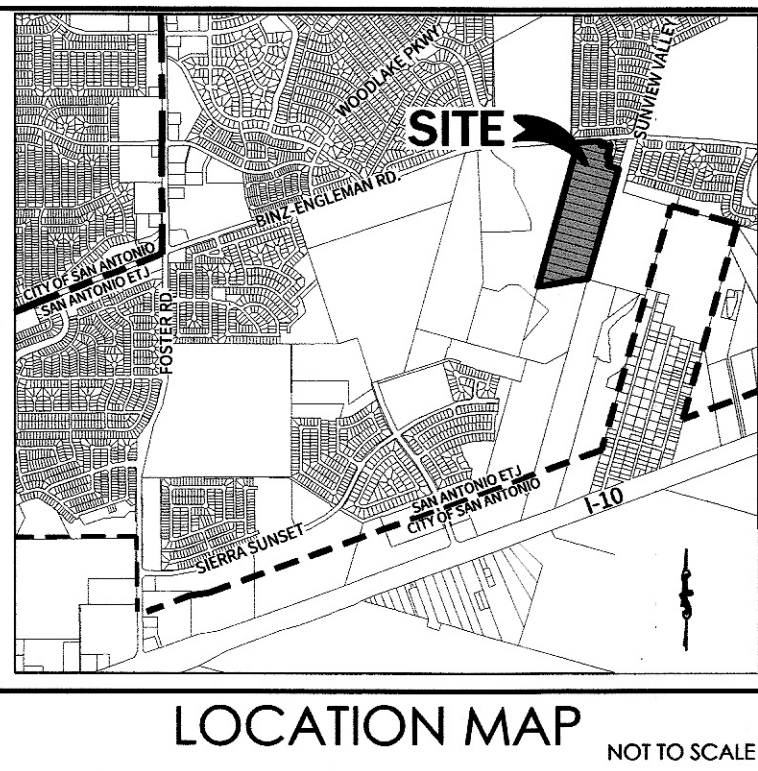 WOODLAKE PKWY
SUNVIEW VALLEY
SITE
BINZ-ENGLEMAN RD.
CITY OF SAN ANTONIO
SAN ANTONIO ETJ
FOSTER RD.
SAN ANTONIO ETJ
CITY OF SAN ANTONIO
I-10
SIERRA SUNSET
LOCATION MAP
NOT TO SCALE